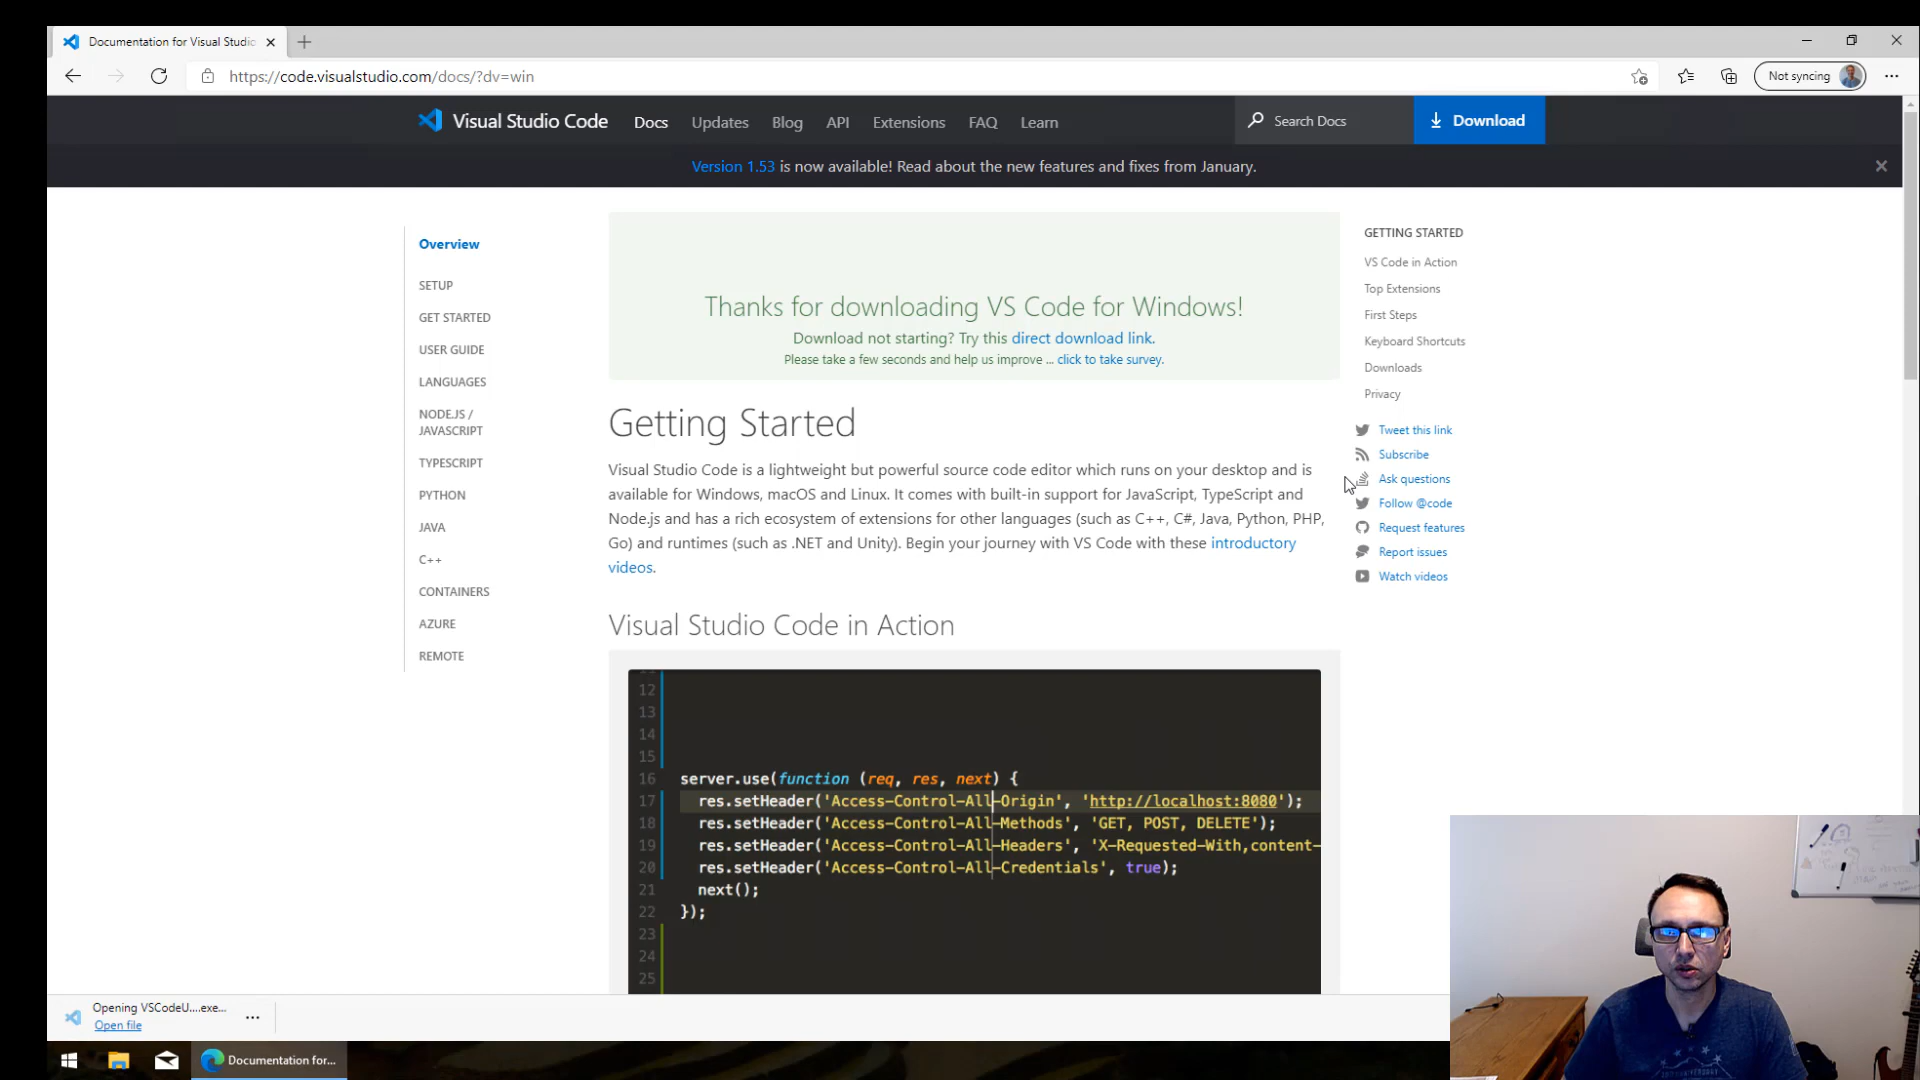 Documentation for Visual Studio
https://code.visualstudio.com/docs/?dv=win
Not syncing
Visual Studio Code
Docs
Updates
Blog
API
Extensions
FAQ
Learn
Search Docs
Download
Version 1.53 is now available! Read about the new features and fixes from January.
Overview
SETUP
GET STARTED
USER GUIDE
LANGUAGES
NODE.JS /
JAVASCRIPT
TYPESCRIPT
PYTHON
JAVA
C++
CONTAINERS
AZURE
REMOTE
Thanks for downloading VS Code for Windows!
Download not starting? Try this direct download link.
Please take a few seconds and help us improve ... click to take survey.
Getting Started
Visual Studio Code is a lightweight but powerful source code editor which runs on your desktop and is
available for Windows, macOS and Linux. It comes with built-in support for JavaScript, TypeScript and
Node.js and has a rich ecosystem of extensions for other languages (such as C++, C#, Java, Python, PHP,
Go) and runtimes (such as .NET and Unity). Begin your journey with VS Code with these introductory
videos.
Visual Studio Code in Action
12
13
14
15
16 server.use(function (req, res, next) {
17 res.setHeader('Access-Control-All-Origin', 'http://localhost:8080');
18 res.setHeader('Access-Control-All-Methods', 'GET, POST, DELETE');
19 res.setHeader('Access-Control-All-Headers', 'X-Requested-With,content-
20 res.setHeader('Access-Control-All-Credentials', true);
21 next();
22 });
23
24
25
GETTING STARTED
VS Code in Action
Top Extensions
First Steps
Keyboard Shortcuts
Downloads
Privacy
Tweet this link
Subscribe
Ask questions
Follow @code
Request features
Report issues
Watch videos
Opening VSCodeU....exe...
Open file
Documentation for...